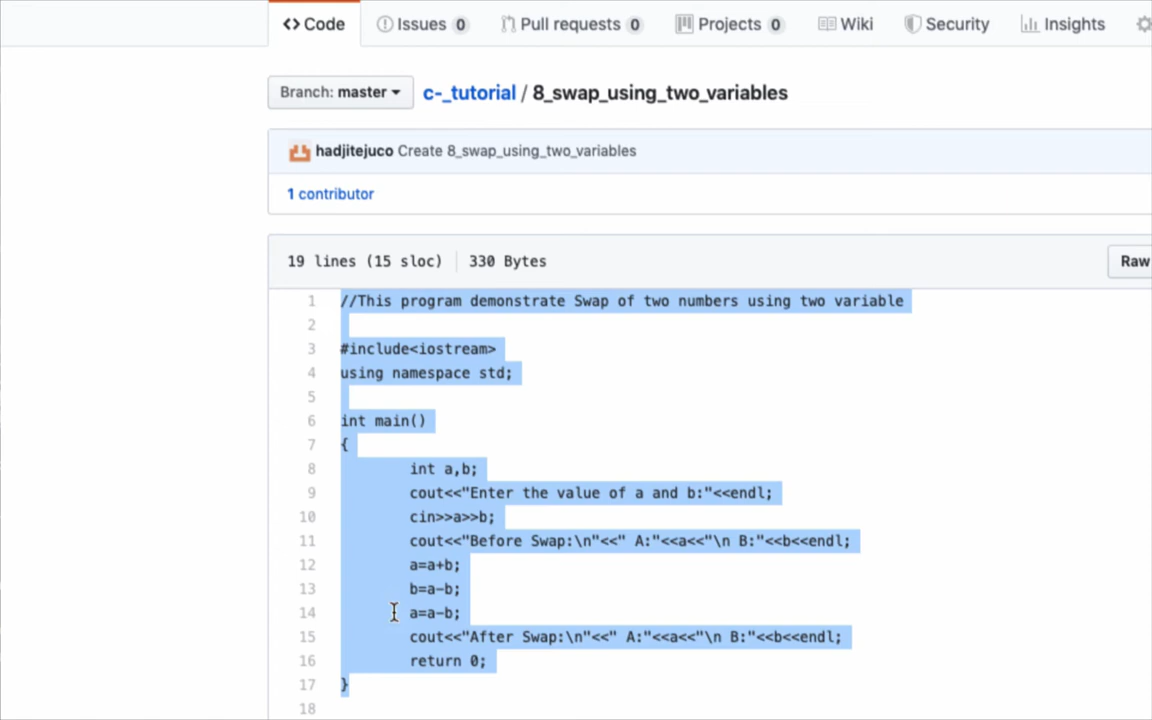 Code Issues 0 Pull requests 0 Projects 0 Wiki Security Insights
Branch: master c-_tutorial / 8_swap_using_two_variables
hadjitejuco Create 8_swap_using_two_variables
1 contributor
19 lines (15 sloc) 330 Bytes Raw
1 //This program demonstrate Swap of two numbers using two variable
2
3 #include<iostream>
4 using namespace std;
5
6 int main()
7 {
8 int a,b;
9 cout<<"Enter the value of a and b:"<<endl;
10 cin>>a>>b;
11 cout<<"Before Swap:\n"<<" A:"<<a<<"\n B:"<<b<<endl;
12 a=a+b;
13 b=a-b;
14 a=a-b;
15 cout<<"After Swap:\n"<<" A:"<<a<<"\n B:"<<b<<endl;
16 return 0;
17 }
18